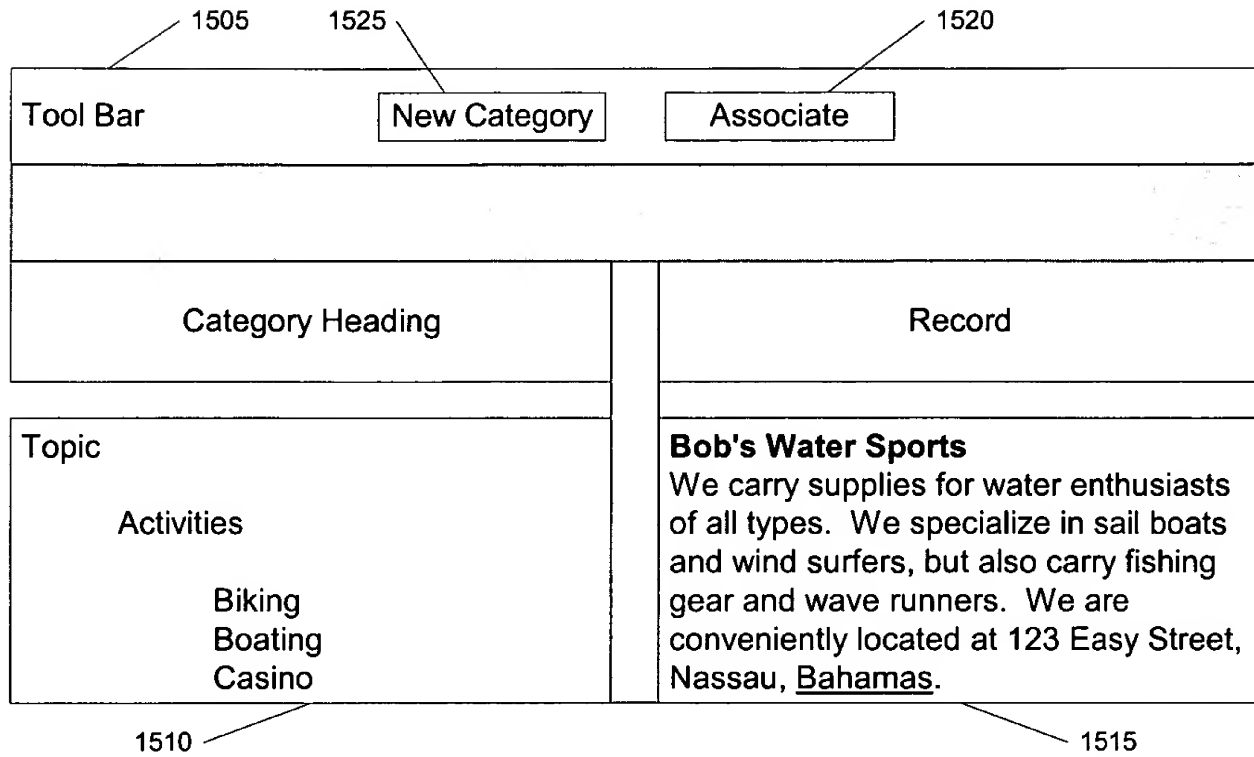 1505
1525
1520
Tool Bar
New Category
Associate
Category Heading
Record
Topic
Activities
Biking
Boating
Casino
Bob's Water Sports
We carry supplies for water enthusiasts
of all types. We specialize in sail boats
and wind surfers, but also carry fishing
gear and wave runners. We are
conveniently located at 123 Easy Street,
Nassau, Bahamas.
1510
1515